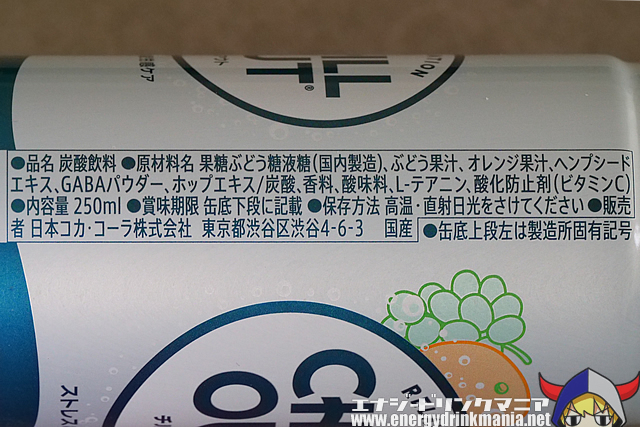 ILL
UT®
●品名 炭酸飲料 ●原材料名 果糖ぶどう糖液糖(国内製造)、ぶどう果汁、オレンジ果汁、ヘンプシード
エキス、GABAパウダー、ホップエキス/炭酸、香料、酸味料、L-テアニン、酸化防止剤(ビタミンC)
●内容量 250ml ●賞味期限 缶底下段に記載 ●保存方法 高温・直射日光をさけてください ●販売
者 日本コカ・コーラ株式会社 東京都渋谷区渋谷4-6-3 国産
●缶底上段左は製造所固有記号
CH
OU
ストレス
エナジードリンクマニア
www.energydrinkmania.net